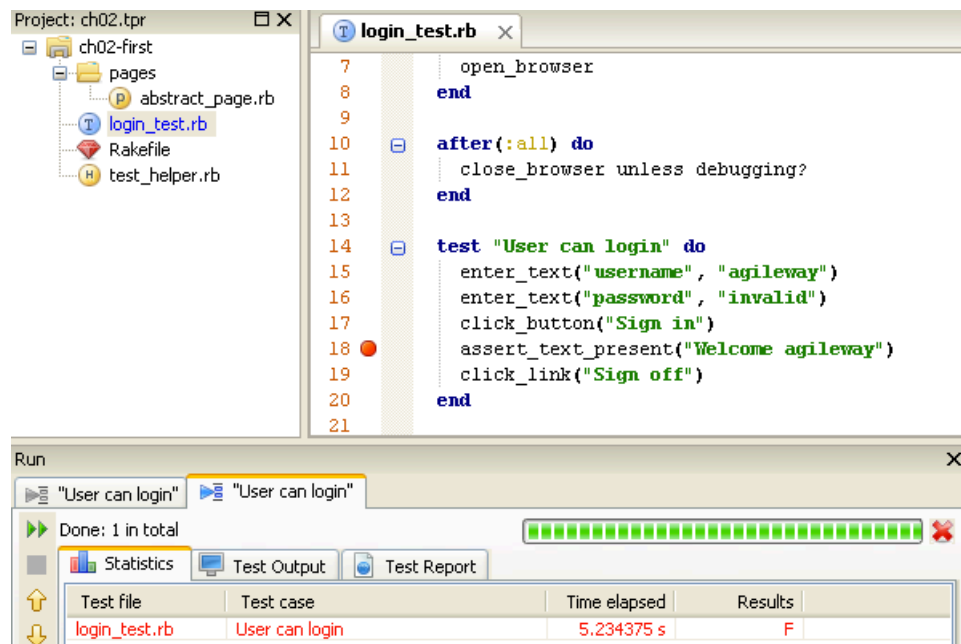 Project: ch02.tpr
ch02-first
pages
P abstract_page.rb
T login_test.rb
Rakefile
H test_helper.rb
T login_test.rb
7 open_browser
8 end
9
10 after(:all) do
11 close_browser unless debugging?
12 end
13
14 test "User can login" do
15 enter_text("username", "agileway")
16 enter_text("password", "invalid")
17 click_button("Sign in")
18 assert_text_present("Welcome agileway")
19 click_link("Sign off")
20 end
21
Run
"User can login" "User can login"
Done: 1 in total
Statistics Test Output Test Report
Test file Test case Time elapsed Results
login_test.rb User can login 5.234375 s F